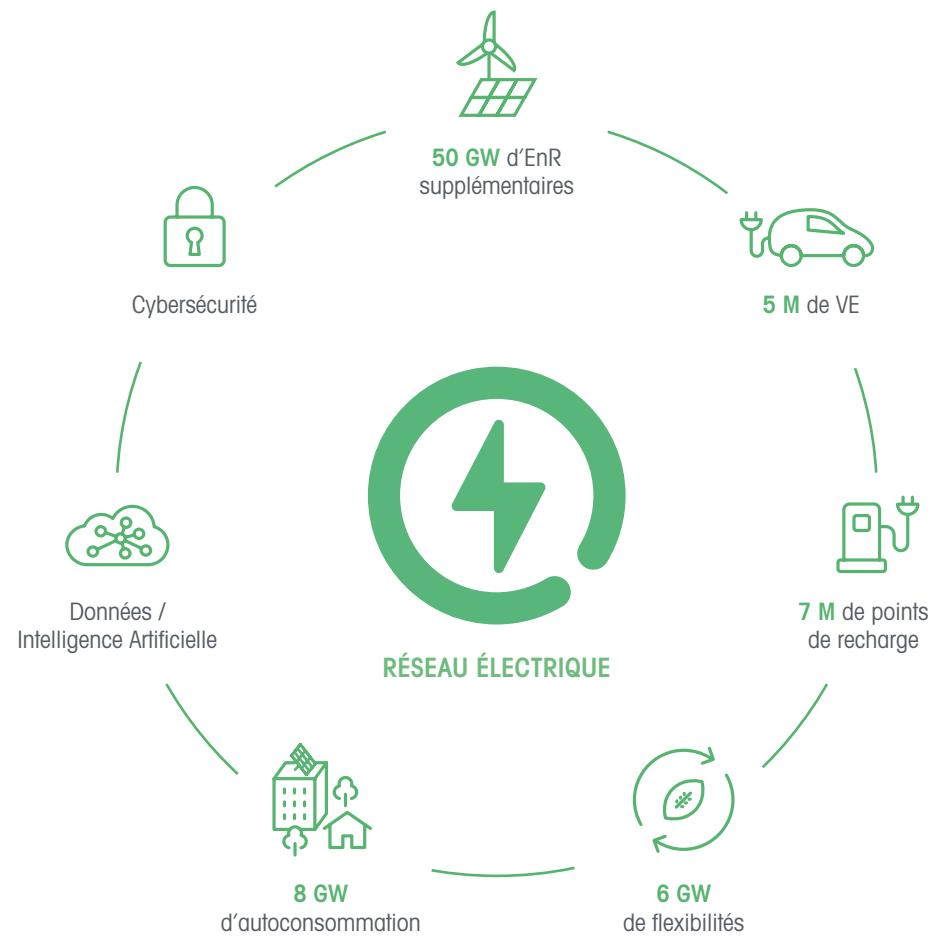 50 GW d’EnR
supplémentaires
Cybersécurité
5 M de VE
Données /
Intelligence Artificielle
7 M de points
de recharge
RÉSEAU ÉLECTRIQUE
8 GW
d’autoconsommation
6 GW
de flexibilités